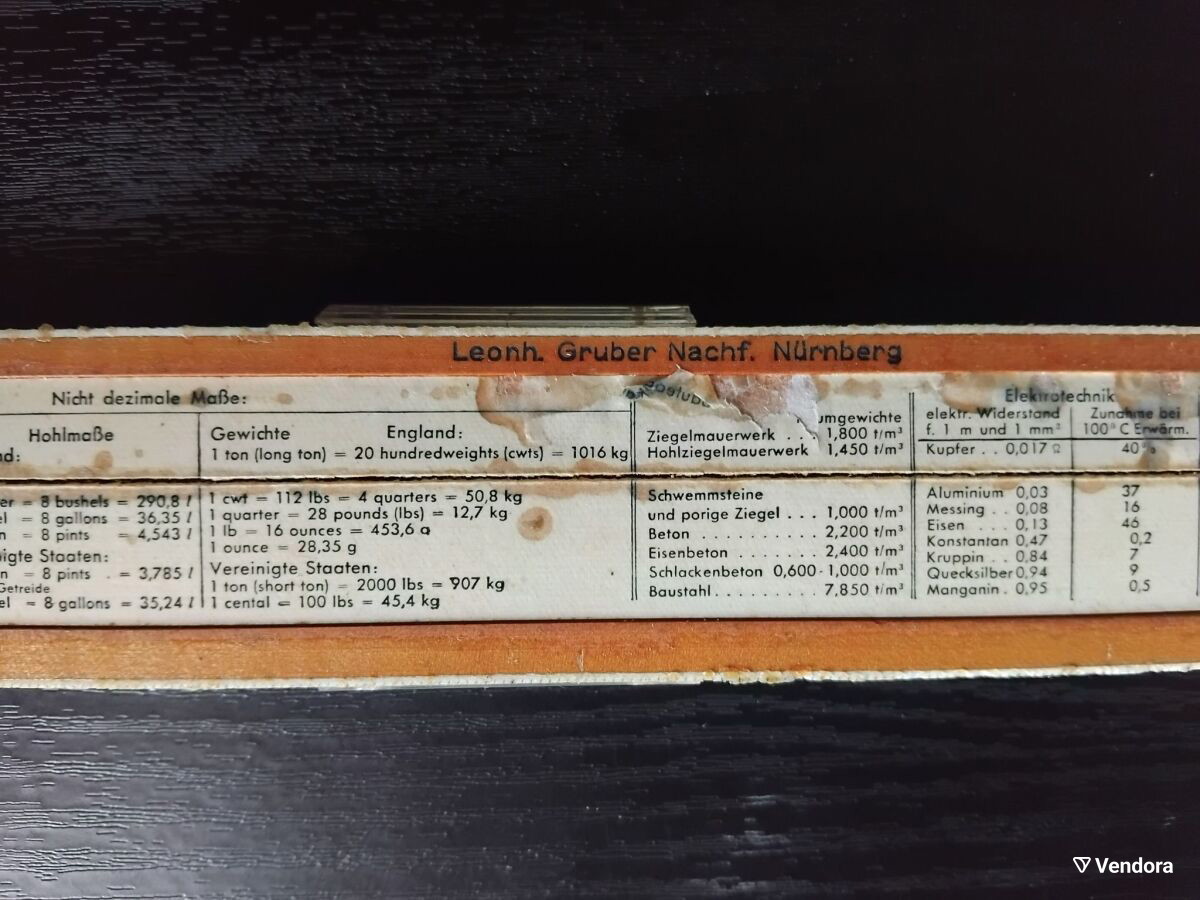 Leonh. Gruber Nachf. Nürnberg
Nicht dezimale Maße:
Hohlmaße
nd:
er = 8 bushels = 290,8 l
el = 8 gallons = 36,35 l
n = 8 pints = 4,543 l
nigte Staaten:
n = 8 pints . = 3,785 l
Getreide
el = 8 gallons = 35,24 l
Gewichte England:
1 ton (long ton) = 20 hundredweights (cwts) = 1016 kg
1 cwt = 112 lbs = 4 quarters = 50,8 kg
1 quarter = 28 pounds (lbs) = 12,7 kg
1 lb = 16 ounces = 453,6 g
1 ounce = 28,35 g
Vereinigte Staaten:
1 ton (short ton) = 2000 lbs = 907 kg
1 cental = 100 lbs = 45,4 kg
umgewichte
Ziegelmauerwerk . . 1,800 t/m³
Hohlziegelmauerwerk 1,450 t/m³
Schwemmsteine
und porige Ziegel . . . 1,000 t/m³
Beton . . . . . . . . . 2,200 t/m³
Eisenbeton . . . . . . . . 2,400 t/m³
Schlackenbeton 0,600 - 1,000 t/m³
Baustahl . . . . . . . . 7,850 t/m³
Elektrotechnik
elektr. Widerstand Zunahme bei
f. 1 m und 1 mm² 100° C Erwärm.
Kupfer . . 0,017 Ω 40 %
Aluminium 0,03 37
Messing . . 0,08 16
Eisen . . 0,13 46
Konstantan 0,47 0,2
Kruppin . . 0,84 7
Quecksilber 0,94 9
Manganin . 0,95 0,5
Vendora